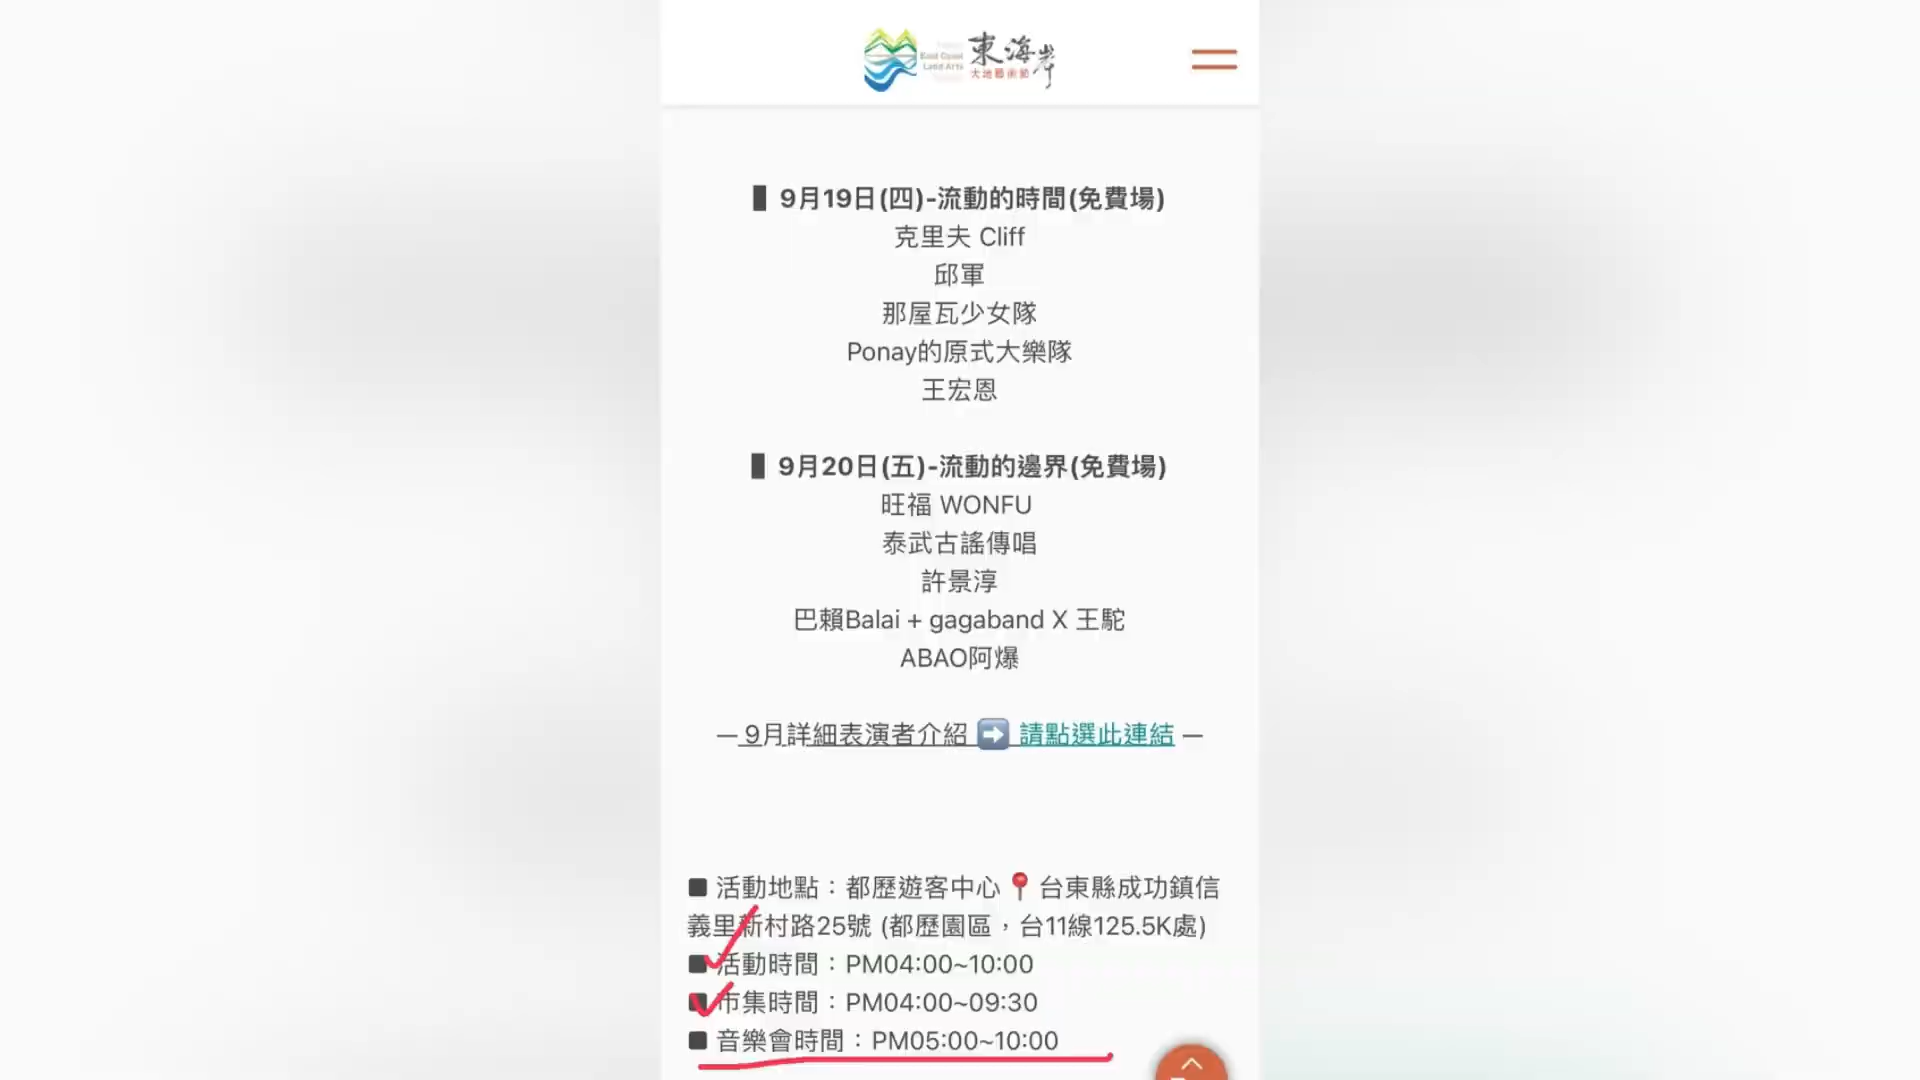 East Coast
Land Arts
東海岸
大地藝術節
▋ 9月19日(四)-流動的時間(免費場)
克里夫 Cliff
邱軍
那屋瓦少女隊
Ponay的原式大樂隊
王宏恩
▋ 9月20日(五)-流動的邊界(免費場)
旺福 WONFU
泰武古謠傳唱
許景淳
巴賴Balai + gagaband X 王駝
ABAO阿爆
— 9月詳細表演者介紹 ➡️ 請點選此連結 —
■ 活動地點：都歷遊客中心📍台東縣成功鎮信
義里新村路25號 (都歷園區，台11線125.5K處)
■ 活動時間：PM04:00~10:00
■ 市集時間：PM04:00~09:30
■ 音樂會時間：PM05:00~10:00